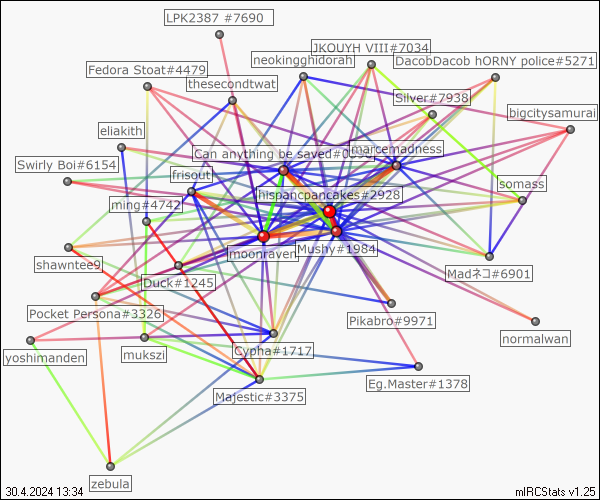 LPK2387 #7690
JKOUYH VIII#7034
neokingghidorah
DacobDacob hORNY police#5271
Fedora Stoat#4479
thesecondtwat
Silver#7938
bigcitysamurai
eliakith
marcemadness
Can anything be saved#
Swirly Boi#6154
frisout
somass
hispancpancakes#2928
ming#4742
moonraven
Mushy#1984
shawntee9
Madネコ#6901
Duck#1245
Pocket Persona#3326
Pikabro#9971
normalwan
yoshimanden
mukszi
Cypha#1717
Eg.Master#1378
Majestic#3375
zebula
30.4.2024 13:34
mIRCStats v1.25